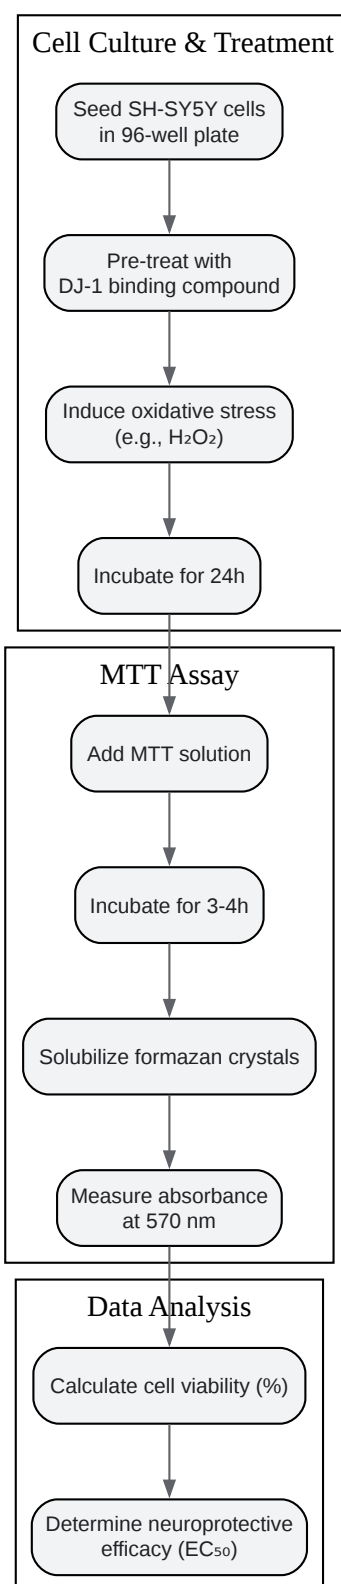 Cell Culture & Treatment
Seed SH-SY5Y cells
in 96-well plate
Pre-treat with
DJ-1 binding compound
Induce oxidative stress
(e.g., H₂O₂)
Incubate for 24h
MTT Assay
Add MTT solution
Incubate for 3-4h
Solubilize formazan crystals
Measure absorbance
at 570 nm
Data Analysis
Calculate cell viability (%)
Determine neuroprotective
efficacy (EC₅₀)